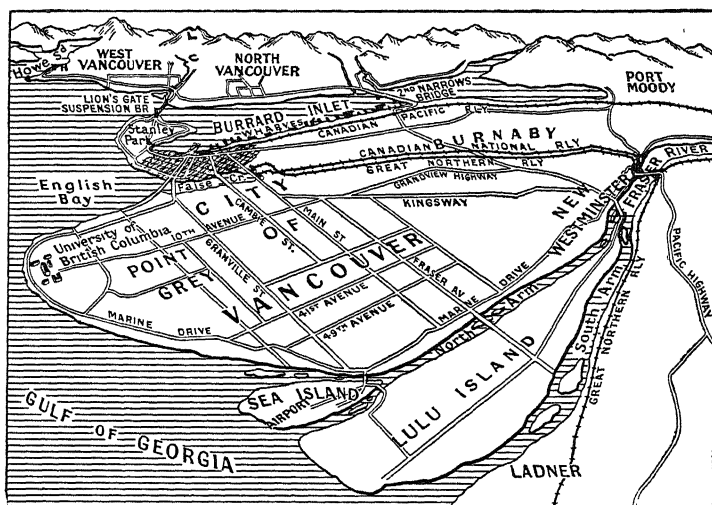 Howe Sd
WEST
VANCOUVER
NORTH
VANCOUVER
PORT
MOODY
LION'S GATE
SUSPENSION BR
2ND NARROWS
BRIDGE
Stanley
Park
BURRARD INLET
WHARVES
CANADIAN PACIFIC RLY
BURNABY
CANADIAN NATIONAL RLY
GREAT NORTHERN RLY
GRANDVIEW HIGHWAY
KINGSWAY
English
Bay
False Cr.
CITY
OF
VANCOUVER
CAMBIE
ST.
MAIN ST
GRANVILLE ST
10TH AVENUE
University of
British Columbia
POINT
GREY
MARINE DRIVE
41ST AVENUE
49TH AVENUE
FRASER AV
MARINE DRIVE
NEW
WESTMINSTER
FRASER RIVER
PACIFIC HIGHWAY
North Arm
South Arm
GREAT NORTHERN RLY
SEA ISLAND
AIRPORT
LULU ISLAND
GULF OF GEORGIA
LADNER